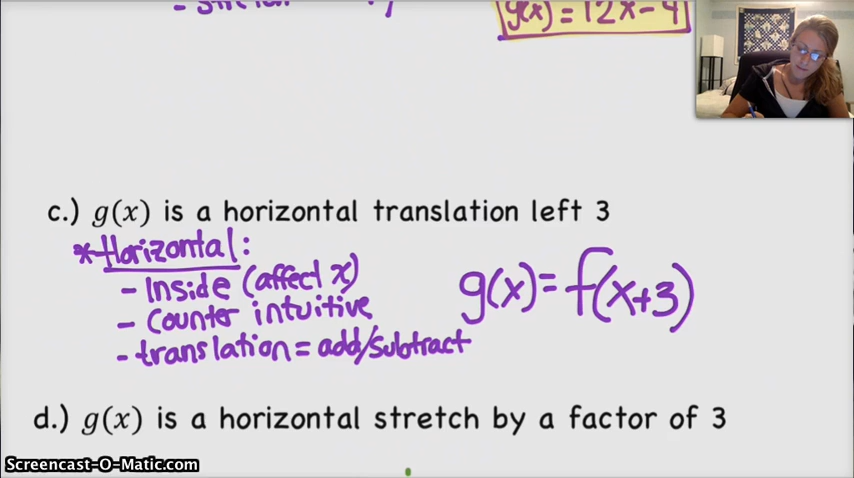 g(x) = 12x - 4
c.) g(x) is a horizontal translation left 3
*Horizontal:
- Inside (affect x)
- Counter intuitive
- translation = add/subtract
g(x) = f(x+3)
d.) g(x) is a horizontal stretch by a factor of 3
Screencast-O-Matic.com